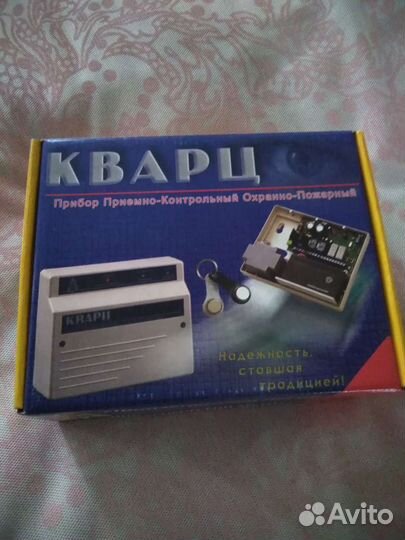 КВАРЦ
Прибор Приемно-Контрольный Охранно-Пожарный
КВАРЦ
Надежность,
ставшая
традицией!
Avito